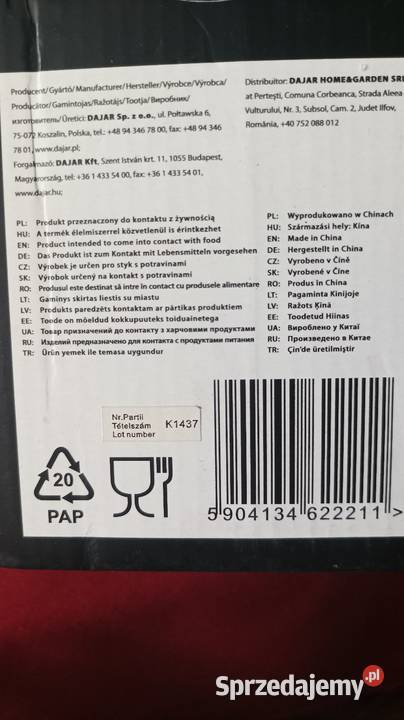 Producent/Gyártó/Manufacturer/Hersteller/Výrobce/Výrobca/
Producător/Gamintojas/Ražotājs/Tootja/Виробник/
изготовитель/Üretici: DAJAR Sp. z o.o., ul. Połtawska 6,
75-072 Koszalin, Polska, tel.: +48 94 346 78 00, fax: +48 94 346
78 01, www.dajar.pl;
Forgalmazó: DAJAR Kft, Szent István krt. 11, 1055 Budapest,
Magyarország, tel: +36 1 433 54 00, fax: +36 1 433 54 01,
www.dajar.hu;
Distribuitor: DAJAR HOME&GARDEN SRL
at Pertești, Comuna Corbeanca, Strada Aleea
Vulturului, Nr. 3, Subsol, Cam. 2, Judet Ilfov,
România, +40 752 088 012
PL: Produkt przeznaczony do kontaktu z żywnością
HU: A termék élelmiszerrel közvetlenül is érintkezhet
EN: Product intended to come into contact with food
DE: Das Produkt ist zum Kontakt mit Lebensmitteln vorgesehen
CZ: Výrobek je určen pro styk s potravinami
SK: Výrobok určený na kontakt s potravinami
RO: Produsul este destinat să intre în contact cu produsele alimentare
LT: Gaminys skirtas liestis su maistu
LV: Produkts paredzēts kontaktam ar pārtikas produktiem
EE: Toode on mõeldud kokkupuuteks toiduainetega
UA: Товар призначений до контакту з харчовими продуктами
RU: Изделий предназначено для контакта с продуктами питания
TR: Ürün yemek ile temasa uygundur
PL: Wyprodukowano w Chinach
HU: Származási hely: Kína
EN: Made in China
DE: Hergestellt in China
CZ: Vyrobeno v Číně
SK: Vyrobené v Číne
RO: Produs in China
LT: Pagaminta Kinijoje
LV: Ražots Ķīnā
EE: Toodetud Hiinas
UA: Вироблено у Китаї
RU: Произведено в Китае
TR: Çin'de üretilmiştir
Nr.Partii
Tételszám
Lot number
K1437
20
PAP
5 904134 622211 >
Sprzedajemy.pl